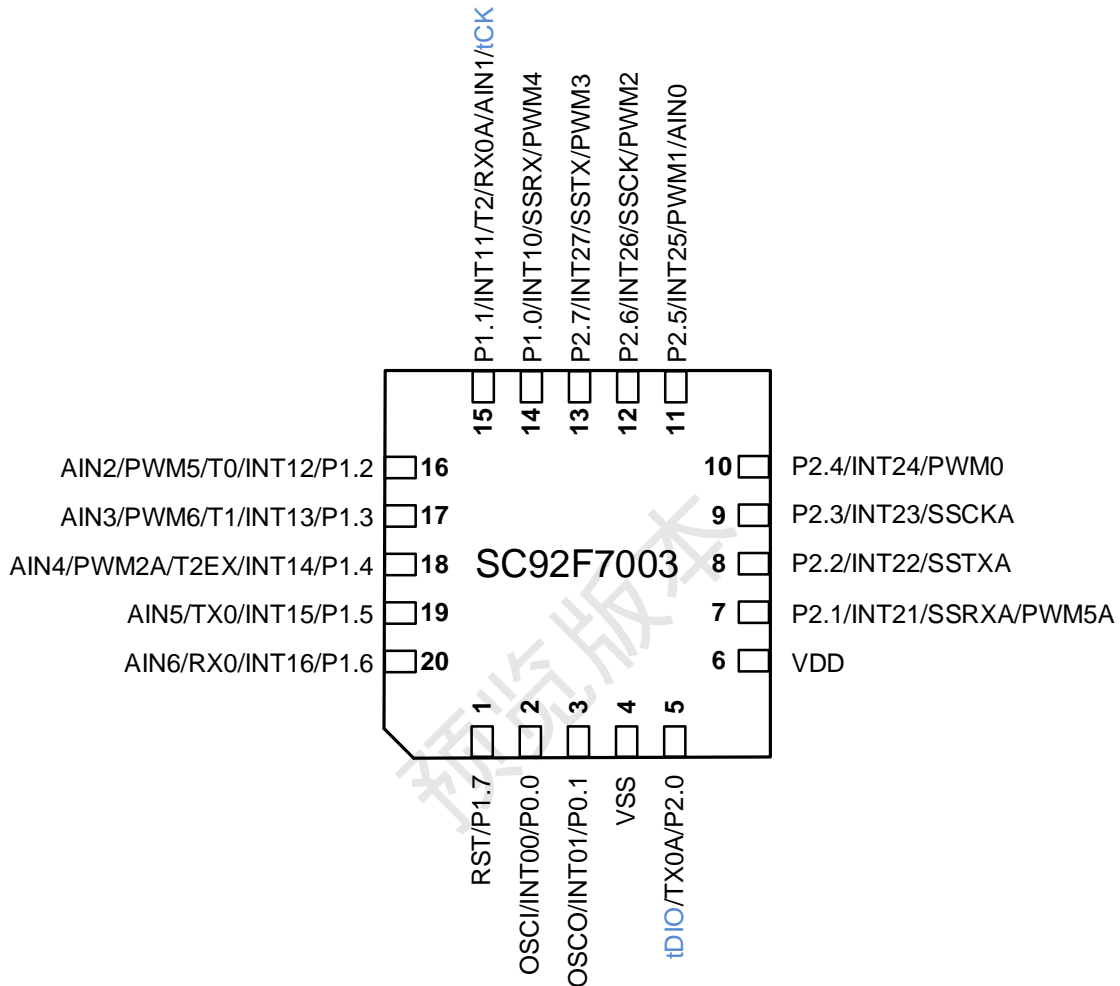 P1.1/INT11/T2/RX0A/AIN1/tCK
P1.0/INT10/SSRX/PWM4
P2.7/INT27/SSTX/PWM3
P2.6/INT26/SSCK/PWM2
P2.5/INT25/PWM1/AIN0
15
14
13
12
11
AIN2/PWM5/T0/INT12/P1.2
16
AIN3/PWM6/T1/INT13/P1.3
17
AIN4/PWM2A/T2EX/INT14/P1.4
18
AIN5/TX0/INT15/P1.5
19
AIN6/RX0/INT16/P1.6
20
SC92F7003
10
P2.4/INT24/PWM0
9
P2.3/INT23/SSCKA
8
P2.2/INT22/SSTXA
7
P2.1/INT21/SSRXA/PWM5A
6
VDD
预览版本
1
2
3
4
5
RST/P1.7
OSCI/INT00/P0.0
OSCO/INT01/P0.1
VSS
tDIO/TX0A/P2.0